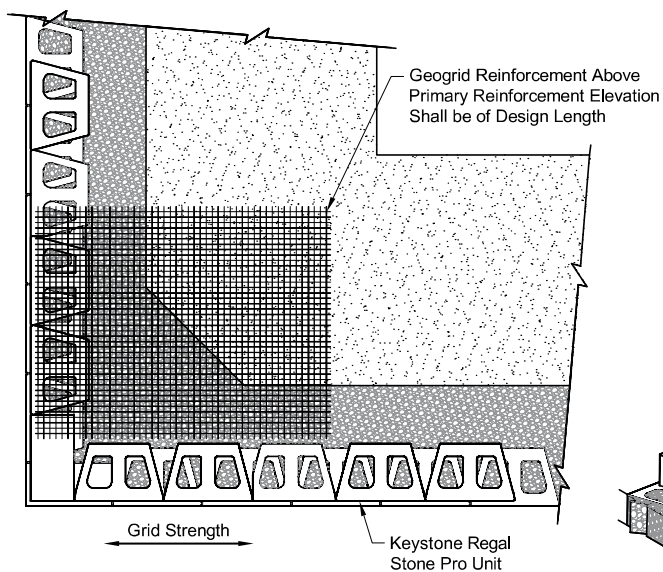 Geogrid Reinforcement Above
Primary Reinforcement Elevation
Shall be of Design Length
Grid Strength
Keystone Regal
Stone Pro Unit